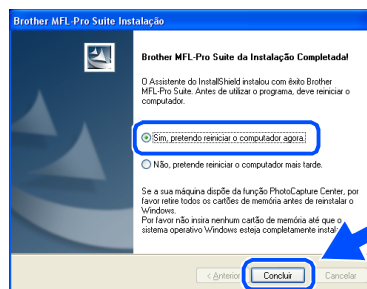 Brother MFL-Pro Suite Instalação
Brother MFL-Pro Suite da Instalação Completada!
O Assistente do InstallShield instalou com êxito Brother
MFL-Pro Suite. Antes de utilizar o programa, deve reiniciar o
computador.
Sim, pretendo reiniciar o computador agora.
Não, pretende reiniciar o computador mais tarde.
Se a sua máquina dispõe da função PhotoCapture Center, por
favor retire todos os cartões de memória antes de reinstalar o
Windows.
Por favor não insira nenhum cartão de memória até que o
sistema operativo Windows esteja completamente
< Anterior
Concluir
Cancelar